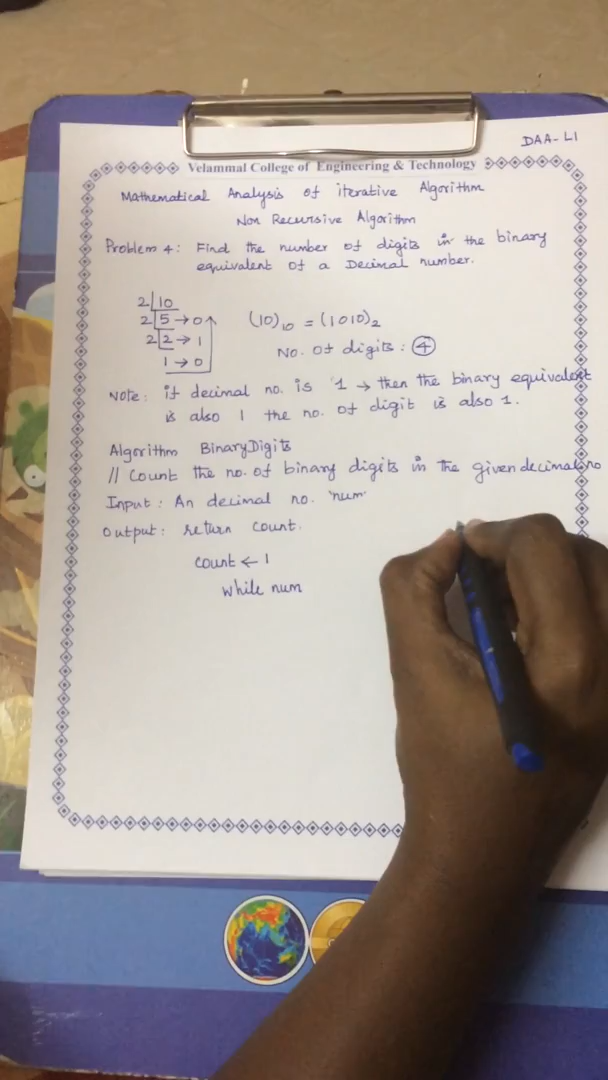 DAA-L1
Velammal College of Engineering & Technology
Mathematical Analysis of iterative Algorithm
Non Recursive Algorithm
Problem 4: Find the number of digits in the binary
equivalent of a Decimal number.
2 | 10
2 | 5 → 0
2 | 2 → 1
1 → 0
(10)₁₀ = (1010)₂
No. of digits: 4
Note: if decimal no. is '1 → then the binary equivalent
is also 1 the no. of digit is also 1.
Algorithm BinaryDigits
// Count the no. of binary digits in the given decimal no
Input: An decimal no. 'num'
Output: return count.
count ← 1
while num